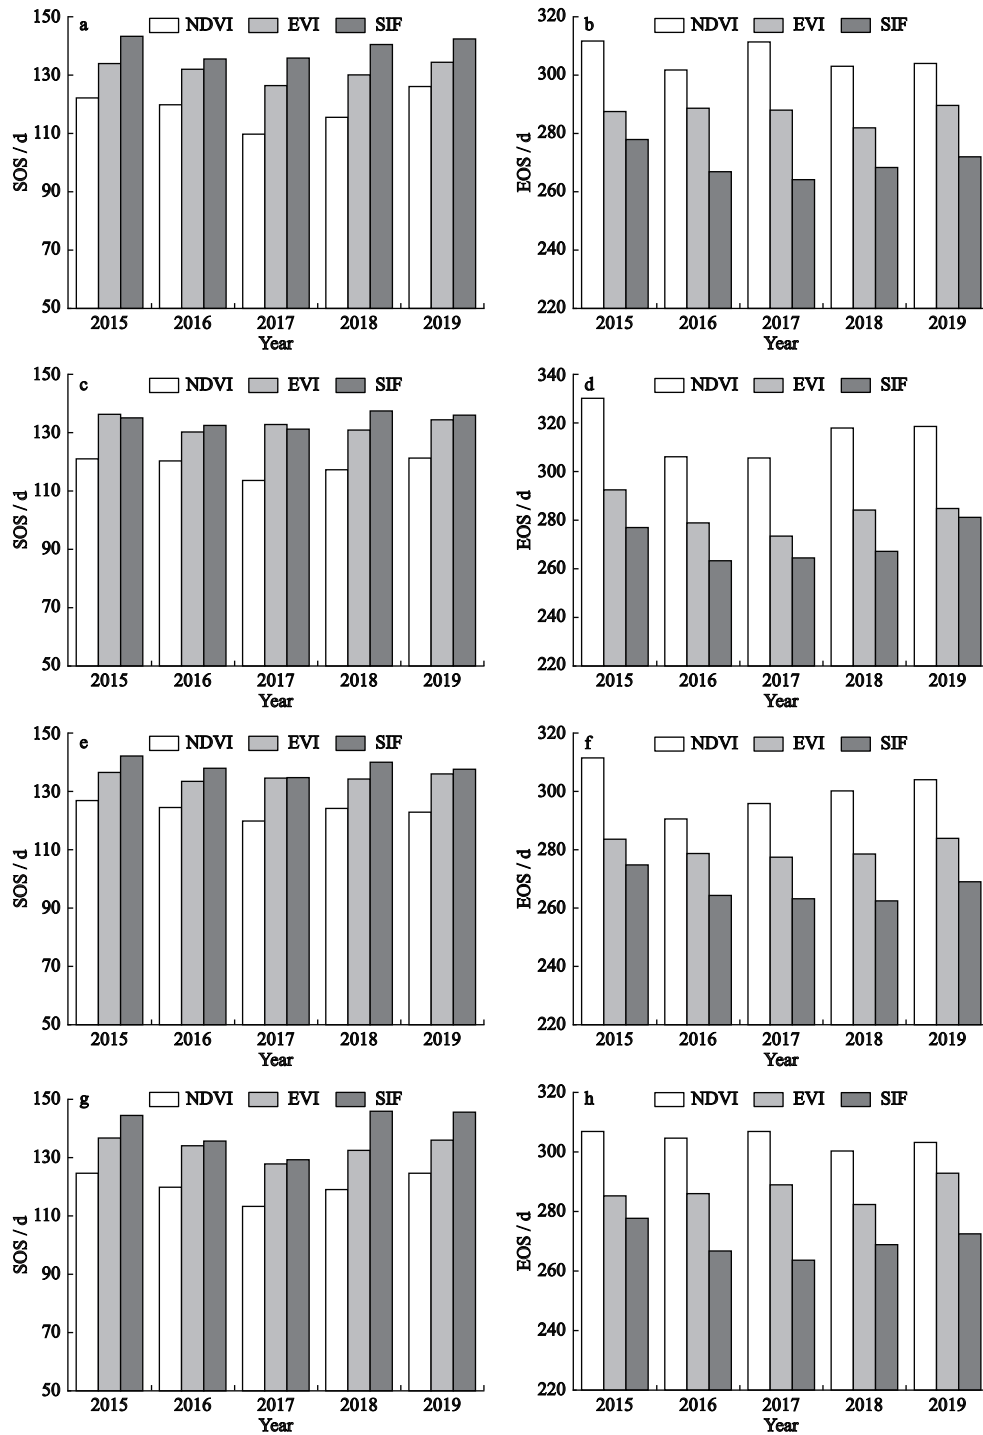 a NDVI EVI SIF
150
130
110
90
70
50
SOS / d
2015 2016 2017 2018 2019
Year
b NDVI EVI SIF
320
300
280
260
240
220
EOS / d
2015 2016 2017 2018 2019
Year
c NDVI EVI SIF
150
130
110
90
70
50
SOS / d
2015 2016 2017 2018 2019
Year
d NDVI EVI SIF
340
320
300
280
260
240
220
EOS / d
2015 2016 2017 2018 2019
Year
e NDVI EVI SIF
150
130
110
90
70
50
SOS / d
2015 2016 2017 2018 2019
Year
f NDVI EVI SIF
320
300
280
260
240
220
EOS / d
2015 2016 2017 2018 2019
Year
g NDVI EVI SIF
150
130
110
90
70
50
SOS / d
2015 2016 2017 2018 2019
Year
h NDVI EVI SIF
320
300
280
260
240
220
EOS / d
2015 2016 2017 2018 2019
Year